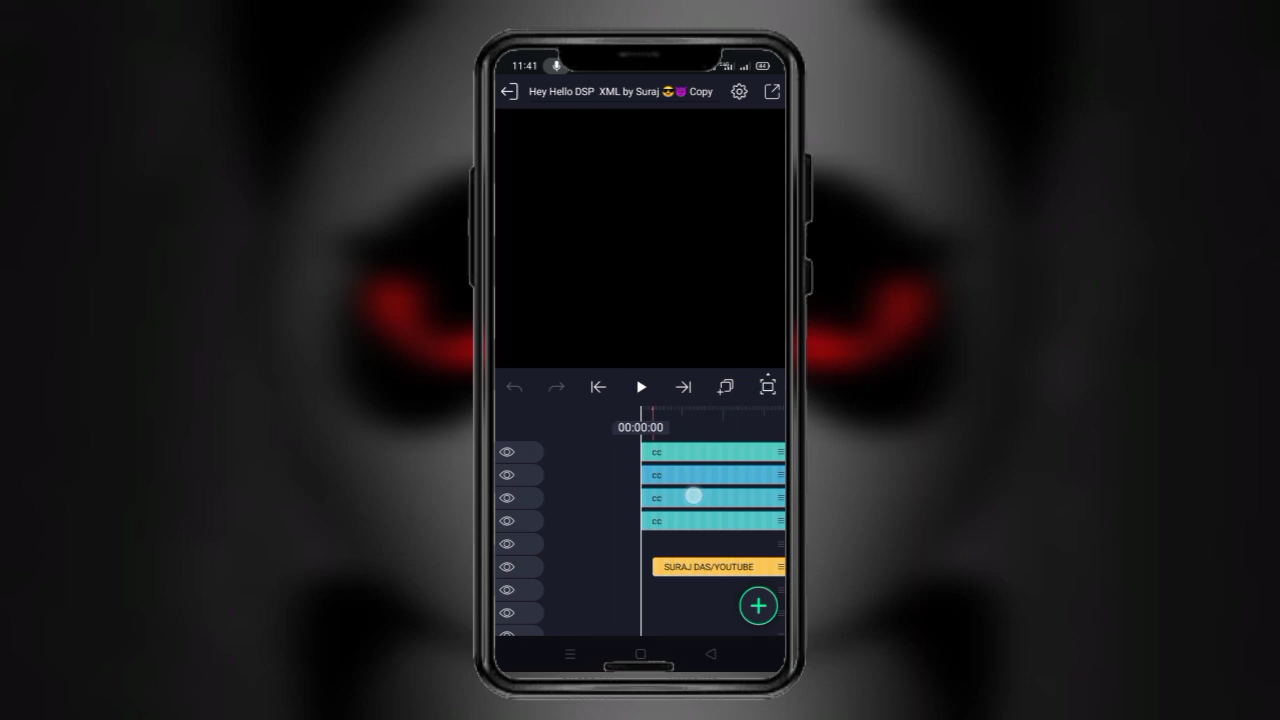 11:41
Hey Hello DSP XML by Suraj 😎😈 Copy
00:00:00
cc
cc
cc
cc
SURAJ DAS/YOUTUBE